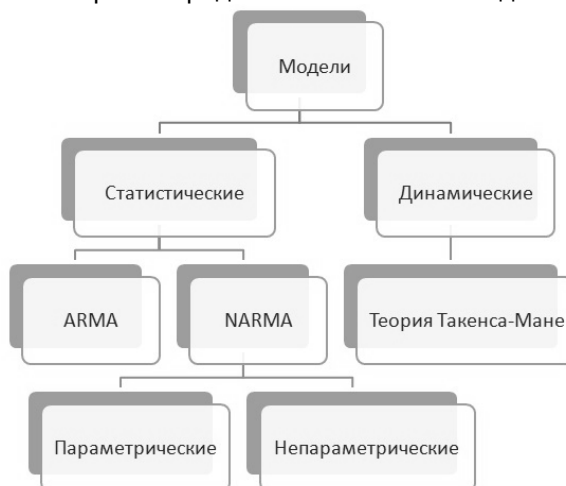 Модели
Статистические
Динамические
ARMA
NARMA
Теория Такенса-Мане
Параметрические
Непараметрические